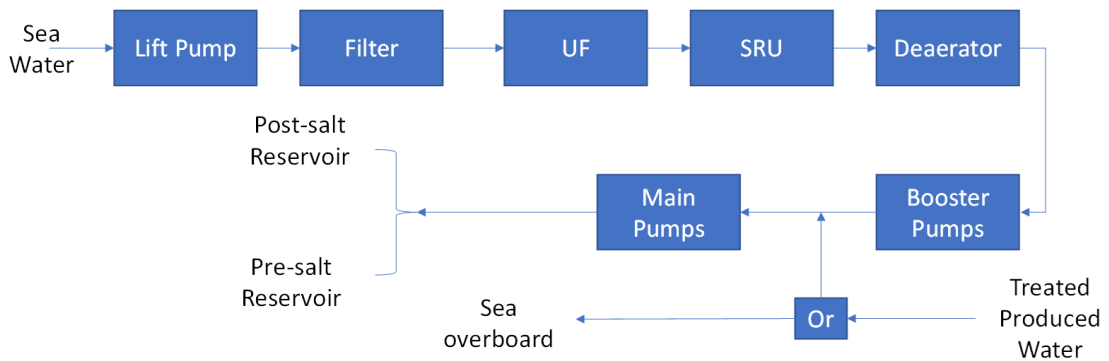 Sea
Water
Lift Pump
Filter
UF
SRU
Deaerator
Post-salt
Reservoir
Main
Pumps
Booster
Pumps
Pre-salt
Reservoir
Sea
overboard
Or
Treated
Produced
Water